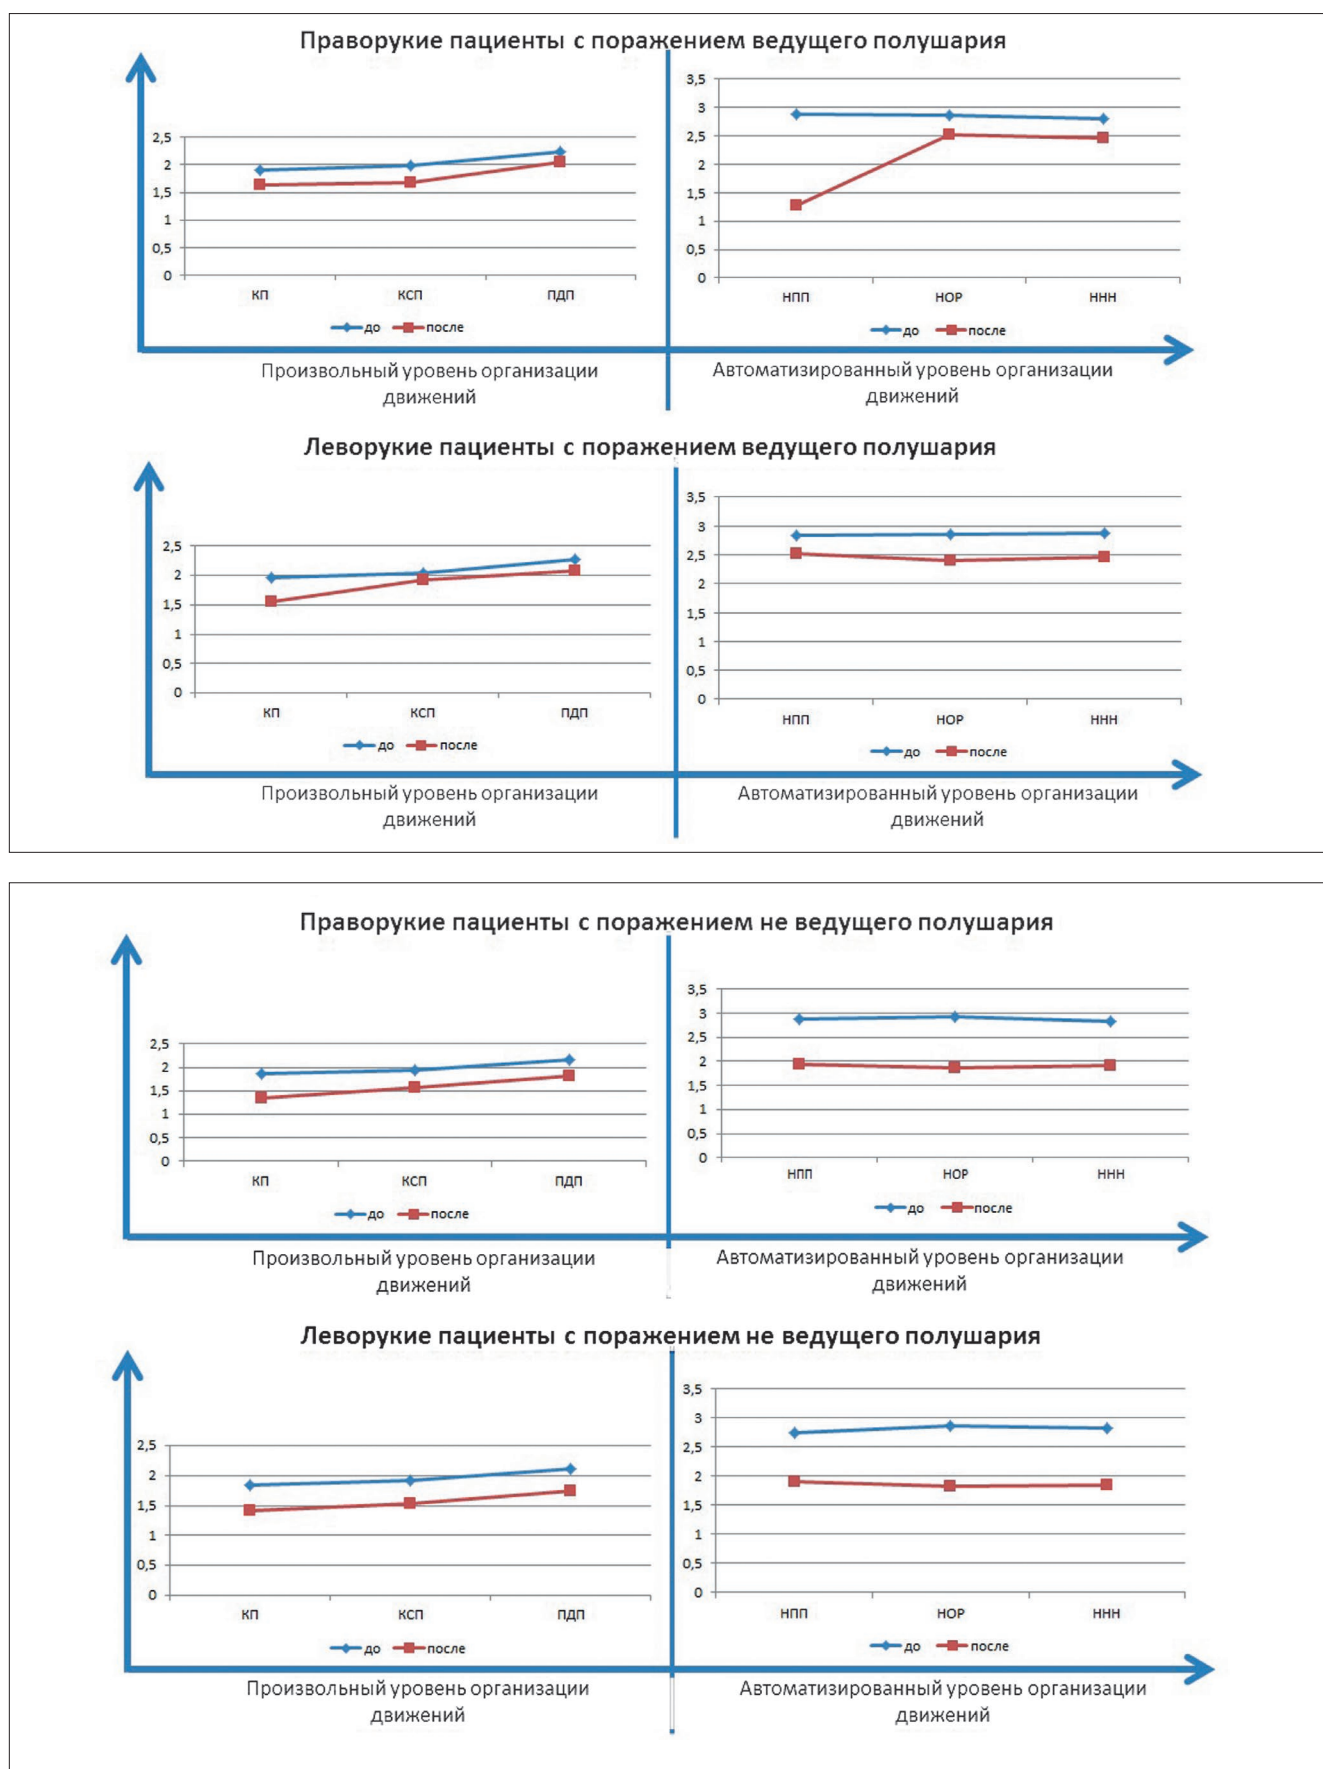 Праворукие пациенты с поражением ведущего полушария
2,5
2
1,5
1
0,5
0
КП КСП ПДП
до после
3,5
3
2,5
2
1,5
1
0,5
0
НПП НОР ННН
до после
Произвольный уровень организации
движений
Автоматизированный уровень организации
движений
Леворукие пациенты с поражением ведущего полушария
2,5
2
1,5
1
0,5
0
КП КСП ПДП
до после
3,5
3
2,5
2
1,5
1
0,5
0
НПП НОР ННН
до после
Произвольный уровень организации
движений
Автоматизированный уровень организации
движений
Праворукие пациенты с поражением не ведущего полушария
2,5
2
1,5
1
0,5
0
КП КСП ПДП
до после
3,5
3
2,5
2
1,5
1
0,5
0
НПП НОР ННН
до после
Произвольный уровень организации
движений
Автоматизированный уровень организации
движений
Леворукие пациенты с поражением не ведущего полушария
2,5
2
1,5
1
0,5
0
КП КСП ПДП
до после
3,5
3
2,5
2
1,5
1
0,5
0
НПП НОР ННН
до после
Произвольный уровень организации
движений
Автоматизированный уровень организации
движений